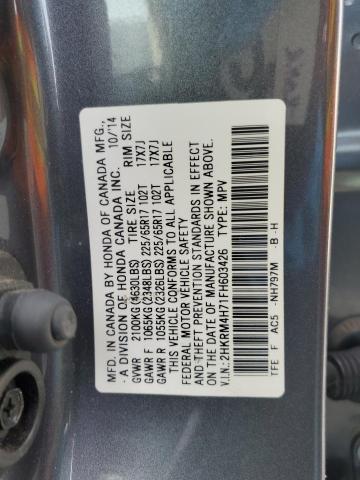 MFD. IN CANADA BY HONDA OF CANADA MFG.,
- A DIVISION OF HONDA CANADA INC. 10/'14
GVWR 2100KG(4630LBS) TIRE SIZE RIM SIZE
GAWR F 1065KG(2348LBS) 225/65R17 102T 17X7J
GAWR R 1055KG(2326LBS) 225/65R17 102T 17X7J
THIS VEHICLE CONFORMS TO ALL APPLICABLE
FEDERAL MOTOR VEHICLE SAFETY
AND THEFT PREVENTION STANDARDS IN EFFECT
ON THE DATE OF MANUFACTURE SHOWN ABOVE.
V.I.N.:2HKRM4H71FH603426 TYPE: MPV
TFE F AC5 -NH797M -B -H